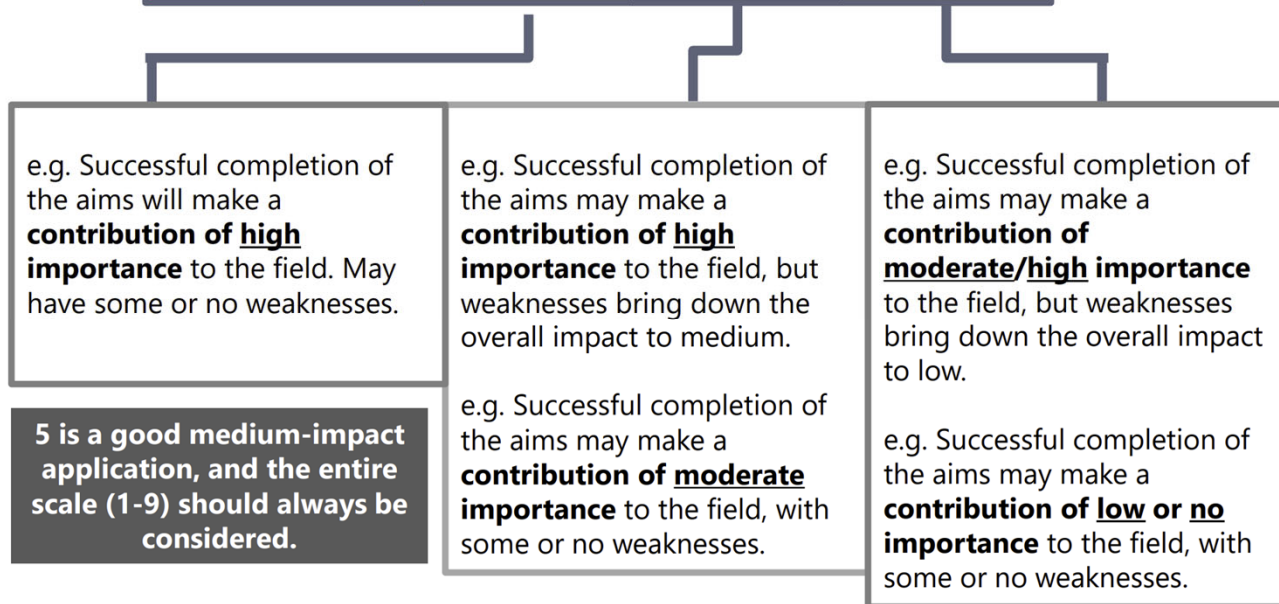 e.g. Successful completion of
the aims will make a
contribution of high
importance to the field. May
have some or no weaknesses.
5 is a good medium-impact
application, and the entire
scale (1-9) should always be
considered.
e.g. Successful completion of
the aims may make a
contribution of high
importance to the field, but
weaknesses bring down the
overall impact to medium.
e.g. Successful completion of
the aims may make a
contribution of moderate
importance to the field, with
some or no weaknesses.
e.g. Successful completion of
the aims may make a
contribution of
moderate/high importance
to the field, but weaknesses
bring down the overall impact
to low.
e.g. Successful completion of
the aims may make a
contribution of low or no
importance to the field, with
some or no weaknesses.